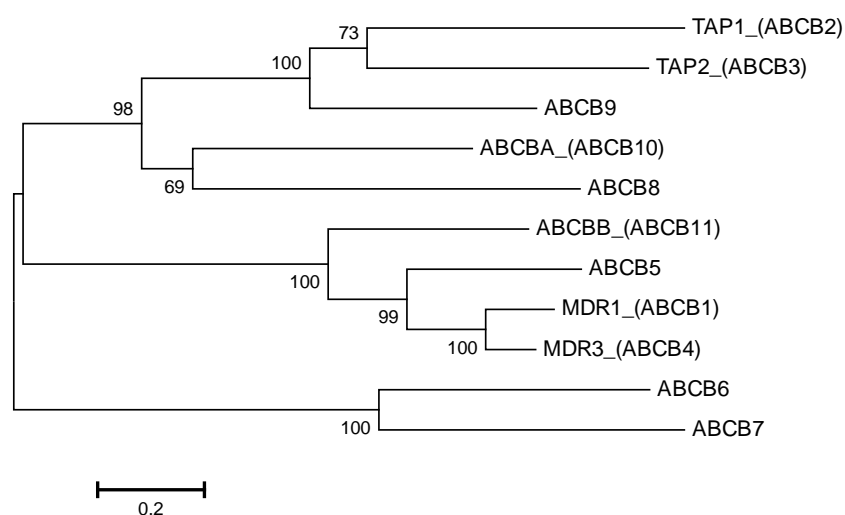 73
TAP1_(ABCB2)
100
TAP2_(ABCB3)
98
ABCB9
ABCBA_(ABCB10)
69
ABCB8
ABCBB_(ABCB11)
100
ABCB5
99
MDR1_(ABCB1)
100
MDR3_(ABCB4)
ABCB6
100
ABCB7
0.2